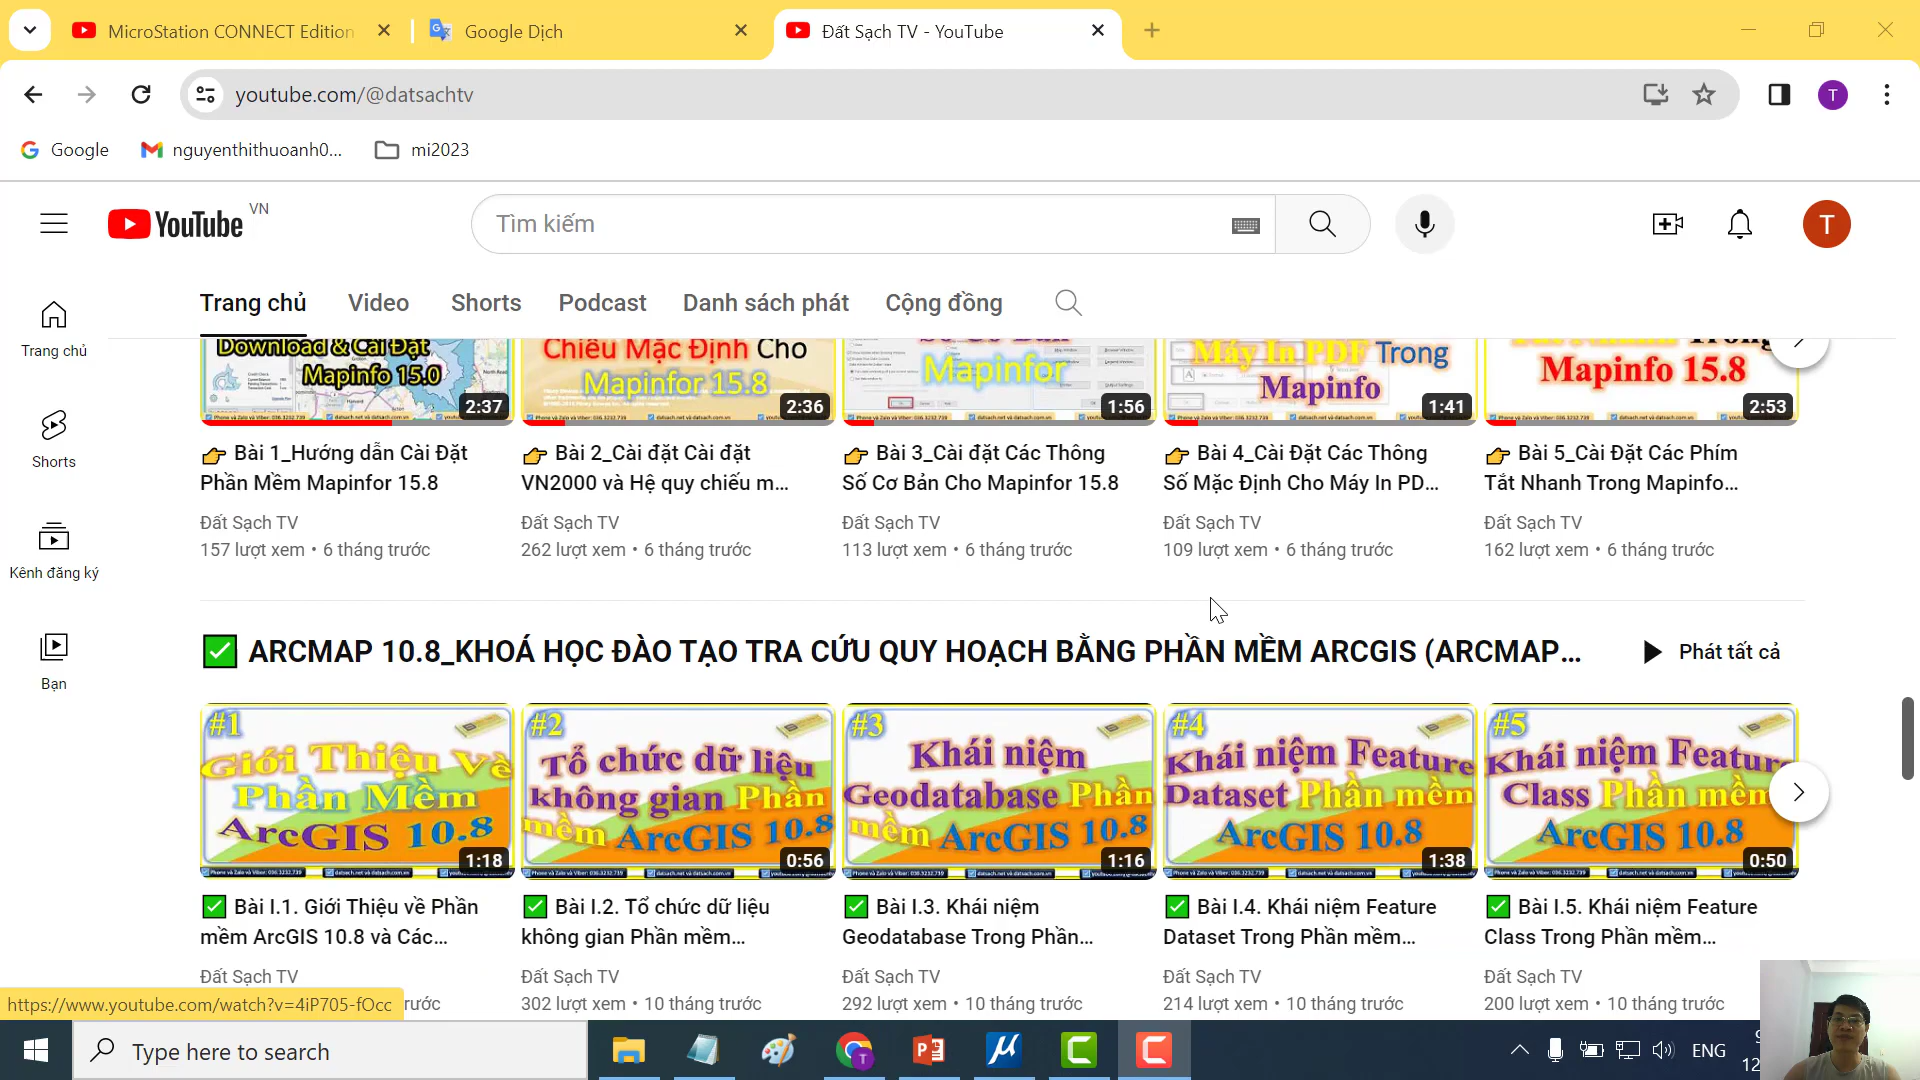 MicroStation CONNECT Edition
Google Dịch
Đất Sạch TV - YouTube
youtube.com/@datsachtv
T
Google
nguyenthithuoanh0...
mi2023
YouTube VN
Tìm kiếm
T
Trang chủ
Video
Shorts
Podcast
Danh sách phát
Cộng đồng
Trang chủ
Shorts
Kênh đăng ký
Bạn
Download & Cài Đặt
Mapinfo 15.0
2:37
Chiếu Mặc Định Cho
Mapinfor 15.8
2:36
Số Cơ Bản
Mapinfor
1:56
Máy In PDF Trong
Mapinfo
1:41
Mapinfo 15.8
2:53
Bài 1_Hướng dẫn Cài Đặt
Phần Mềm Mapinfor 15.8
Đất Sạch TV
157 lượt xem • 6 tháng trước
Bài 2_Cài đặt Cài đặt
VN2000 và Hệ quy chiếu m...
Đất Sạch TV
262 lượt xem • 6 tháng trước
Bài 3_Cài đặt Các Thông
Số Cơ Bản Cho Mapinfor 15.8
Đất Sạch TV
113 lượt xem • 6 tháng trước
Bài 4_Cài Đặt Các Thông
Số Mặc Định Cho Máy In PD...
Đất Sạch TV
109 lượt xem • 6 tháng trước
Bài 5_Cài Đặt Các Phím
Tắt Nhanh Trong Mapinfo...
Đất Sạch TV
162 lượt xem • 6 tháng trước
ARCMAP 10.8_KHOÁ HỌC ĐÀO TẠO TRA CỨU QUY HOẠCH BẰNG PHẦN MỀM ARCGIS (ARCMAP...
Phát tất cả
#1
Giới Thiệu Về
Phần Mềm
ArcGIS 10.8
1:18
#2
Tổ chức dữ liệu
không gian Phần
mềm ArcGIS 10.8
0:56
#3
Khái niệm
Geodatabase Phần
mềm ArcGIS 10.8
1:16
#4
Khái niệm Feature
Dataset Phần mềm
ArcGIS 10.8
1:38
#5
Khái niệm Feature
Class Phần mềm
ArcGIS 10.8
0:50
Bài I.1. Giới Thiệu về Phần
mềm ArcGIS 10.8 và Các...
Đất Sạch TV
Bài I.2. Tổ chức dữ liệu
không gian Phần mềm...
Đất Sạch TV
302 lượt xem • 10 tháng trước
Bài I.3. Khái niệm
Geodatabase Trong Phần...
Đất Sạch TV
292 lượt xem • 10 tháng trước
Bài I.4. Khái niệm Feature
Dataset Trong Phần mềm...
Đất Sạch TV
214 lượt xem • 10 tháng trước
Bài I.5. Khái niệm Feature
Class Trong Phần mềm...
Đất Sạch TV
200 lượt xem • 10 tháng trước
https://www.youtube.com/watch?v=4iP705-fOcc
Type here to search
ENG